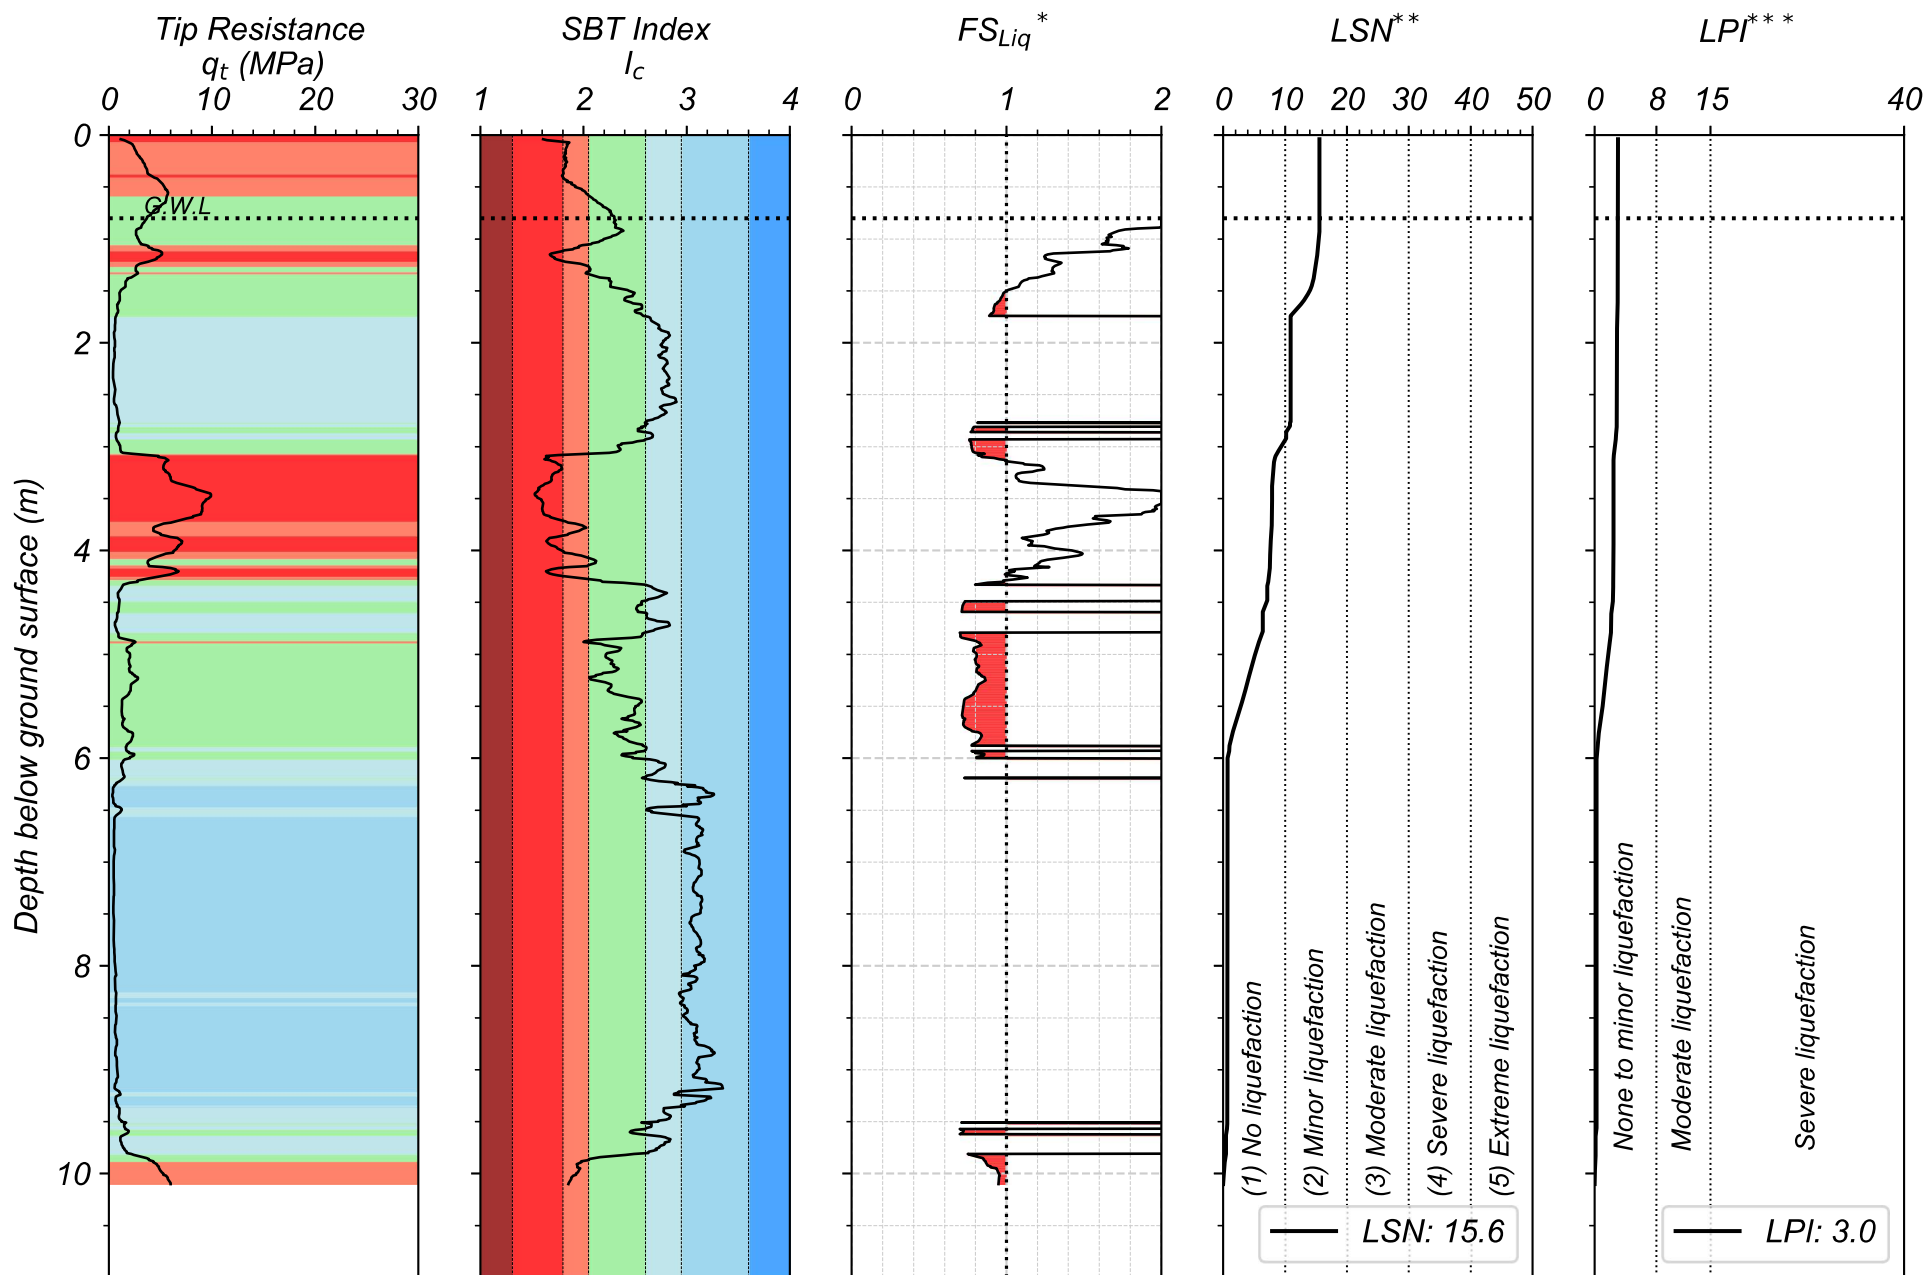 Tip Resistance
qt (MPa)
0 10 20 30
SBT Index
Ic
1 2 3 4
FSLiq*
0 1 2
LSN**
0 10 20 30 40 50
LPI***
0 8 15 40
Depth below ground surface (m)
0
2
4
6
8
10
G.W.L
(1) No liquefaction
(2) Minor liquefaction
(3) Moderate liquefaction
(4) Severe liquefaction
(5) Extreme liquefaction
LSN: 15.6
None to minor liquefaction
Moderate liquefaction
Severe liquefaction
LPI: 3.0